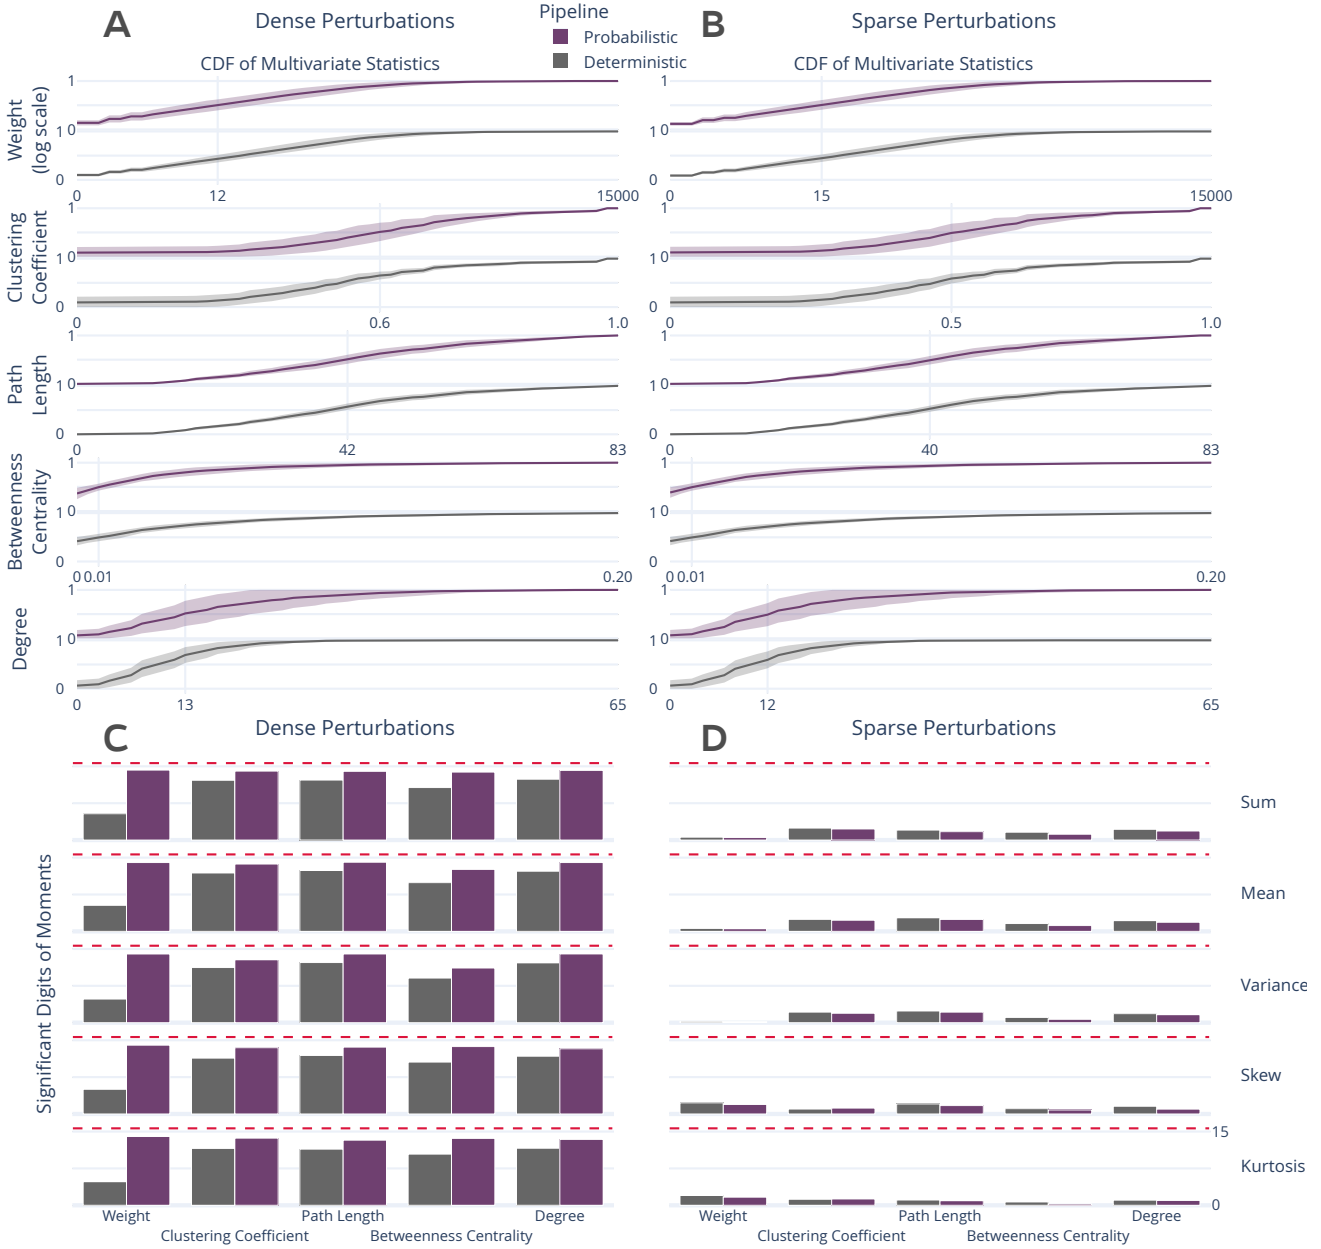 A
Dense Perturbations
Pipeline
Probabilistic
Deterministic
B
Sparse Perturbations
CDF of Multivariate Statistics
CDF of Multivariate Statistics
Weight
(log scale)
1
1 0
0
0 12 15000
1
1 0
0
0 15 15000
Clustering
Coefficient
1
1 0
0
0 0.6 1.0
1
1 0
0
0 0.5 1.0
Path
Length
1
1 0
0
0 42 83
1
1 0
0
0 40 83
Betweenness
Centrality
1
1 0
0
0 0.01 0.20
1
1 0
0
0 0.01 0.20
Degree
1
1 0
0
0 13 65
1
1 0
0
0 12 65
C
Dense Perturbations
D
Sparse Perturbations
Significant Digits of Moments
Sum
Mean
Variance
Skew
15
Kurtosis
0
Weight Path Length Degree
Clustering Coefficient Betweenness Centrality
Weight Path Length Degree
Clustering Coefficient Betweenness Centrality